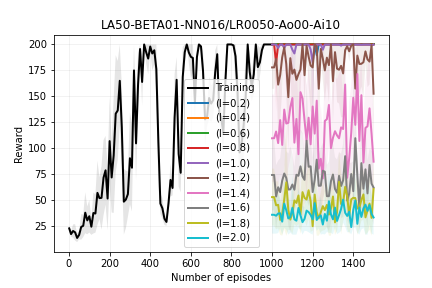 LA50-BETA01-NN016/LR0050-Ao00-Ai10
200
175
150
125
100
75
50
25
Reward
Training
(l=0.2)
(l=0.4)
(l=0.6)
(l=0.8)
(l=1.0)
(l=1.2)
(l=1.4)
(l=1.6)
(l=1.8)
(l=2.0)
0 200 400 600 800 1000 1200 1400
Number of episodes